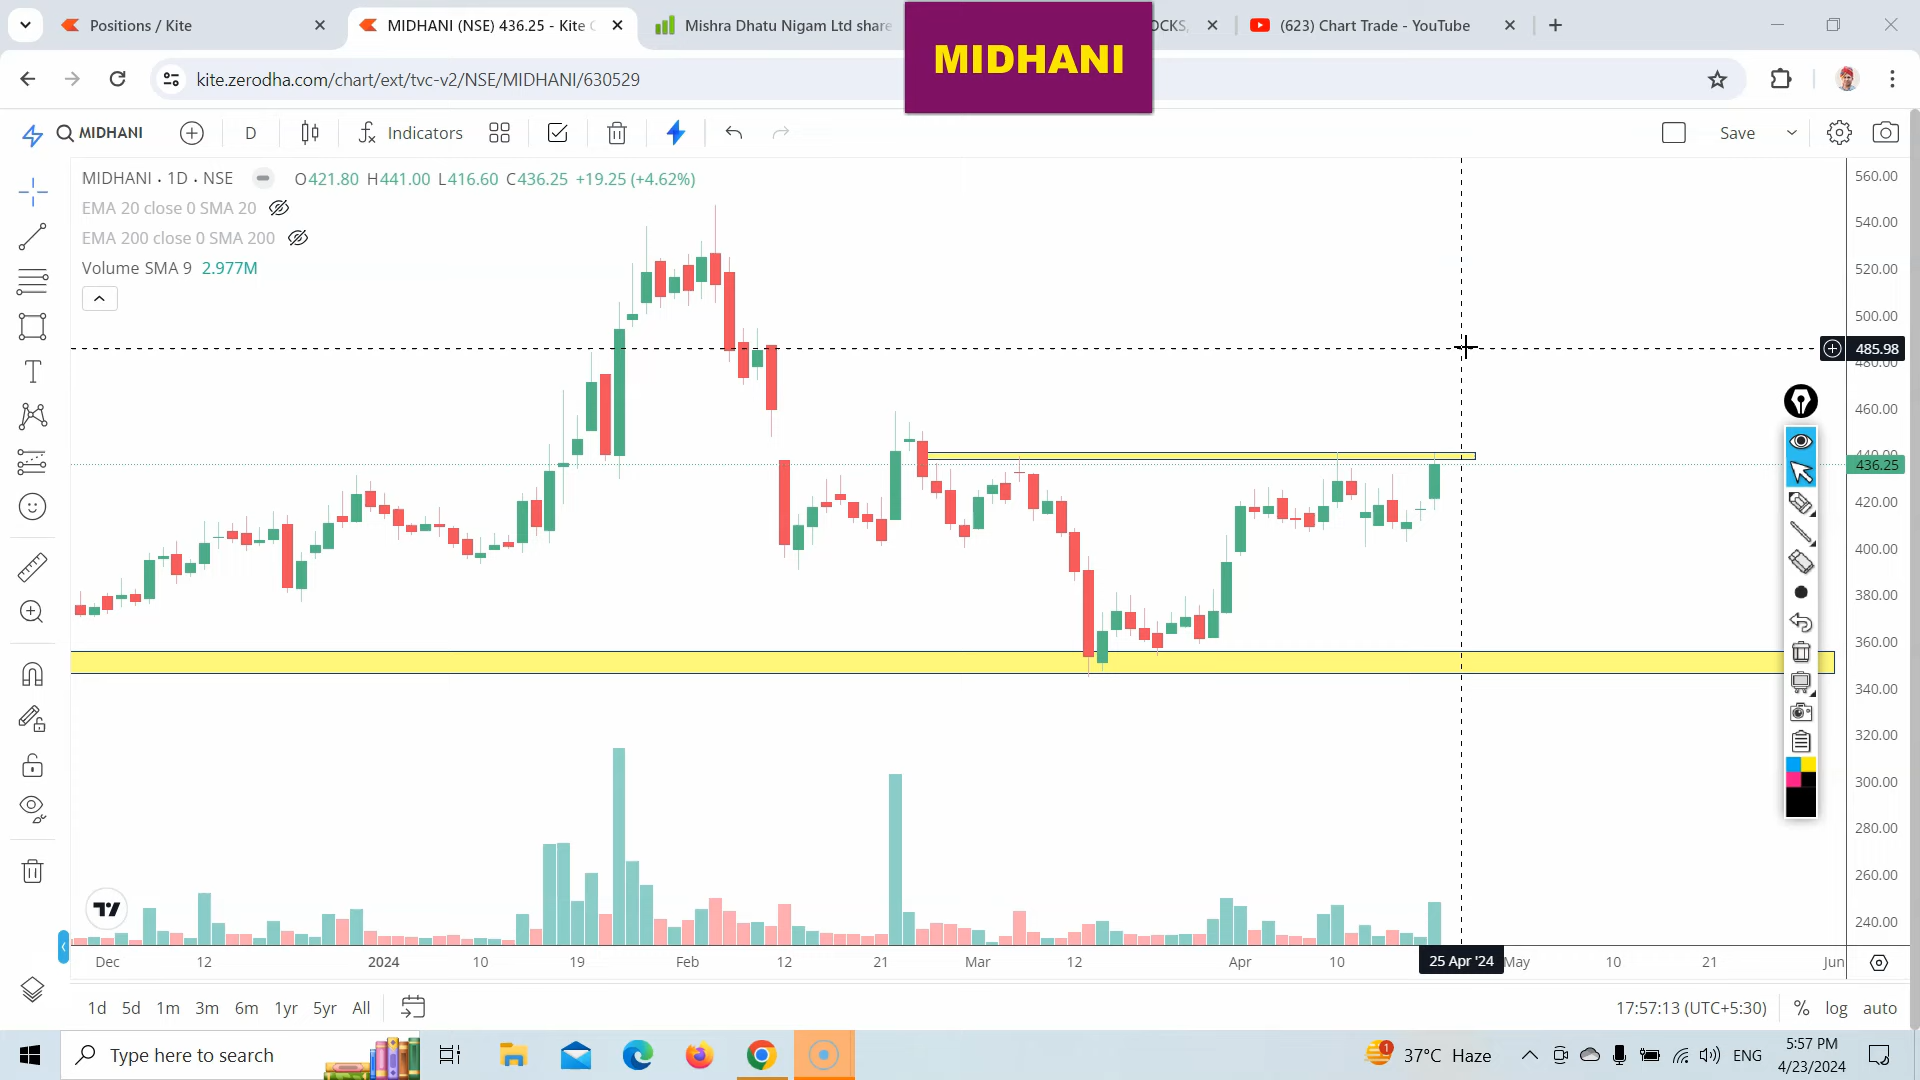 Positions / Kite
MIDHANI (NSE) 436.25 - Kite
Mishra Dhatu Nigam Ltd share
OCKS,
(623) Chart Trade - YouTube
MIDHANI
kite.zerodha.com/chart/ext/tvc-v2/NSE/MIDHANI/630529
MIDHANI
D
Indicators
Save
MIDHANI · 1D · NSE
O421.80 H441.00 L416.60 C436.25 +19.25 (+4.62%)
EMA 20 close 0 SMA 20
EMA 200 close 0 SMA 200
Volume SMA 9 2.977M
560.00
540.00
520.00
500.00
485.98
480.00
460.00
440.00
436.25
420.00
400.00
380.00
360.00
340.00
320.00
300.00
280.00
260.00
240.00
Dec 12 2024 10 19 Feb 12 21 Mar 12 Apr 10 25 Apr '24 May 10 21 Jun
1d 5d 1m 3m 6m 1yr 5yr All
17:57:13 (UTC+5:30) % log auto
Type here to search
1
37°C Haze
ENG
5:57 PM
4/23/2024